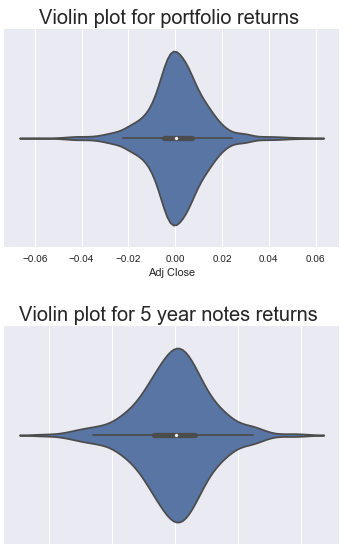 Violin plot for portfolio returns
−0.06 −0.04 −0.02 0.00 0.02 0.04 0.06
Adj Close
Violin plot for 5 year notes returns